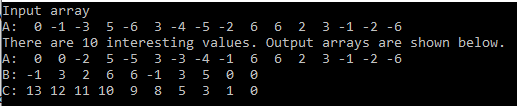 Input array
A:  0 -1 -3  5 -6  3 -4 -5 -2  6  6  2  3 -1 -2 -6
There are 10 interesting values. Output arrays are shown below.
A:  0  0 -2  5 -5  3 -3 -4 -1  6  6  2  3 -1 -2 -6
B: -1  3  2  6  6 -1  3  5  0  0
C: 13 12 11 10  9  8  5  3  1  0